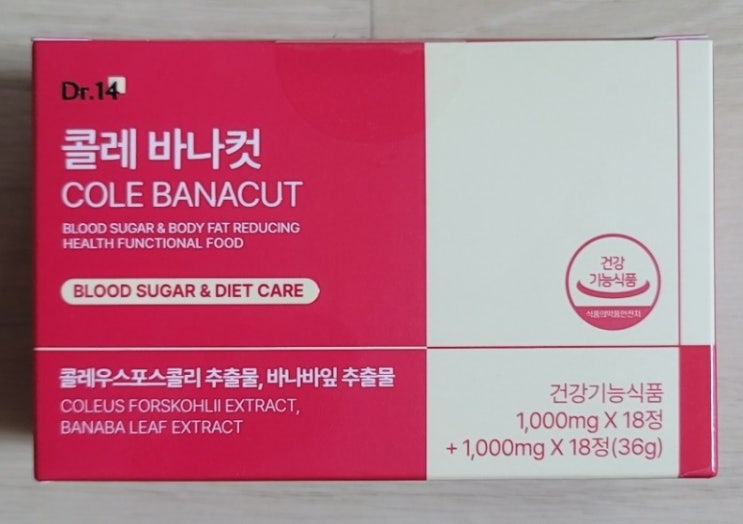 Dr.14
콜레 바나컷
COLE BANACUT
BLOOD SUGAR & BODY FAT REDUCING
HEALTH FUNCTIONAL FOOD
BLOOD SUGAR & DIET CARE
콜레우스포스콜리 추출물, 바나바잎 추출물
COLEUS FORSKOHLII EXTRACT,
BANABA LEAF EXTRACT
건강
기능식품
식품의약품안전처
건강기능식품
1,000mg X 18정
+ 1,000mg X 18정(36g)